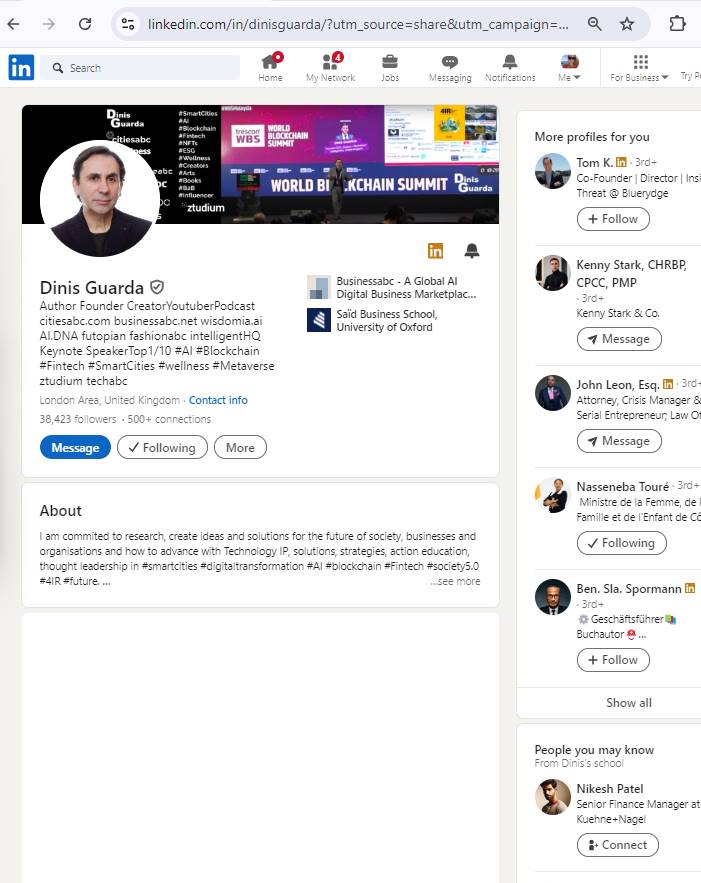 linkedin.com/in/dinisguarda/?utm_source=share&utm_campaign=...
in
Search
Home
4
My Network
Jobs
Messaging
Notifications
Me
For Business
Try
Dinis
Guarda
citiesabc
#SmartCities
#AI
#Blockchain
#Fintech
#NFTs
#ESG
#Wellness
#Creators
#Arts
#Books
#B2B
#Influencer
ztudium
trescon
WBS
WORLD
BLOCKCHAIN
SUMMIT
4IR
WORLD BLOCKCHAIN SUMMIT
Dinis
Guarda
Dinis Guarda
Author Founder CreatorYoutuberPodcast
citiesabc.com businessabc.net wisdomia.ai
AI.DNA futopian fashionabc intelligentHQ
Keynote SpeakerTop1/10 #AI #Blockchain
#Fintech #SmartCities #wellness #Metaverse
ztudium techabc
London Area, United Kingdom · Contact info
38,423 followers · 500+ connections
Message
Following
More
Businessabc - A Global AI
Digital Business Marketplac...
Saïd Business School,
University of Oxford
About
I am commited to research, create ideas and solutions for the future of society, businesses and
organisations and how to advance with Technology IP, solutions, strategies, action education,
thought leadership in #smartcities #digitaltransformation #AI #blockchain #Fintech #society5.0
#4IR #future. ...
...see more
More profiles for you
Tom K. in · 3rd+
Co-Founder | Director | Insi
Threat @ Bluerydge
+ Follow
Kenny Stark, CHRBP,
CPCC, PMP
· 3rd+
Kenny Stark & Co.
Message
John Leon, Esq. in · 3rd+
Attorney, Crisis Manager &
Serial Entrepreneur; Law Of
Message
Nasseneba Touré · 3rd+
Ministre de la Femme, de l
Famille et de l'Enfant de Cô
Following
Ben. Sla. Spormann in
· 3rd+
Geschäftsführer
Buchautor ...
+ Follow
Show all
People you may know
From Dinis's school
Nikesh Patel
Senior Finance Manager at
Kuehne+Nagel
Connect